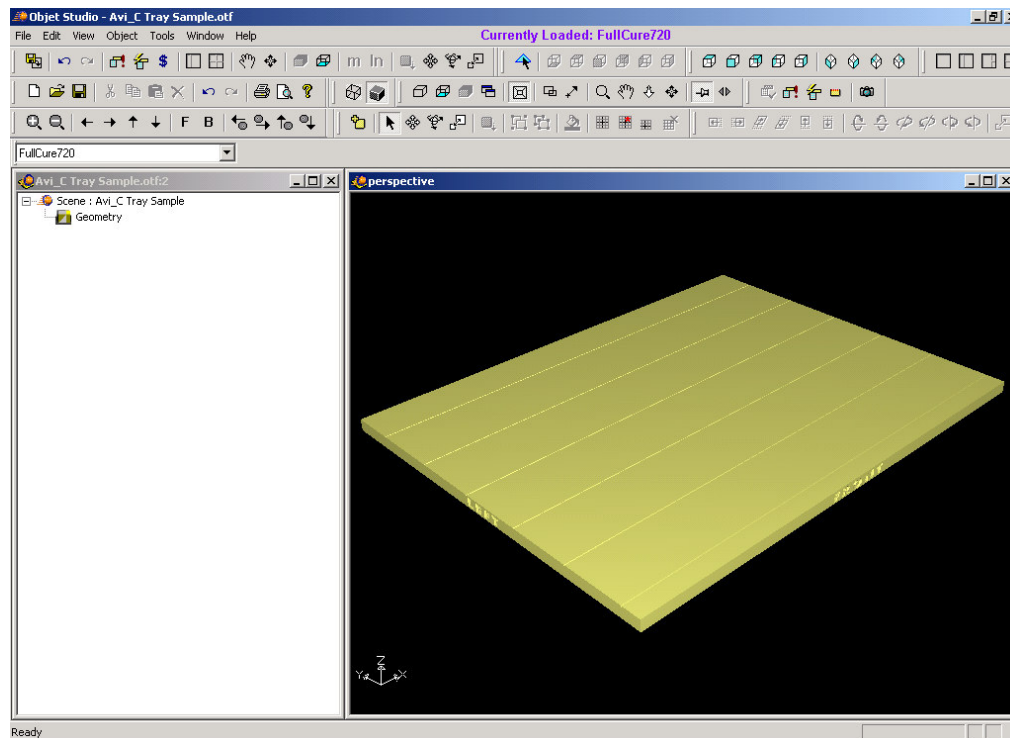 Objet Studio - Avi_C Tray Sample.otf
File Edit View Object Tools Window Help
Currently Loaded: FullCure720
m In
F B
FullCure720
Avi_C Tray Sample.otf:2
perspective
Scene : Avi_C Tray Sample
Geometry
Z
Y X
Ready